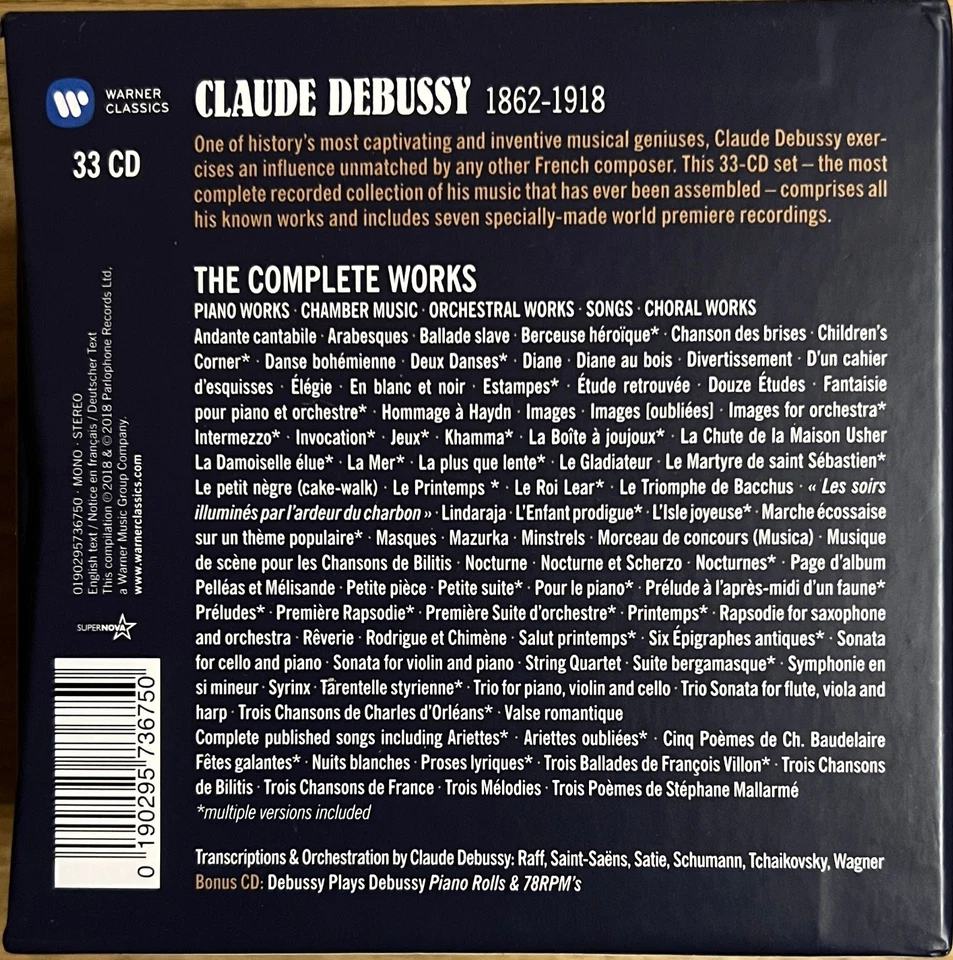 WARNER
CLASSICS
33 CD
CLAUDE DEBUSSY 1862-1918
One of history's most captivating and inventive musical geniuses, Claude Debussy exer-
cises an influence unmatched by any other French composer. This 33-CD set – the most
complete recorded collection of his music that has ever been assembled – comprises all
his known works and includes seven specially-made world premiere recordings.
THE COMPLETE WORKS
PIANO WORKS · CHAMBER MUSIC · ORCHESTRAL WORKS · SONGS · CHORAL WORKS
Andante cantabile · Arabesques · Ballade slave · Berceuse héroïque* · Chanson des brises · Children's
Corner* · Danse bohémienne · Deux Danses* · Diane · Diane au bois · Divertissement · D'un cahier
d'esquisses · Élégie · En blanc et noir · Estampes* · Étude retrouvée · Douze Études · Fantaisie
pour piano et orchestre* · Hommage à Haydn · Images · Images [oubliées] · Images for orchestra*
Intermezzo* · Invocation* · Jeux* · Khamma* · La Boîte à joujoux* · La Chute de la Maison Usher
La Damoiselle élue* · La Mer* · La plus que lente* · Le Gladiateur · Le Martyre de saint Sébastien*
Le petit nègre (cake-walk) · Le Printemps * · Le Roi Lear* · Le Triomphe de Bacchus · « Les soirs
illuminés par l'ardeur du charbon » · Lindaraja · L'Enfant prodigue* · L'Isle joyeuse* · Marche écossaise
sur un thème populaire* · Masques · Mazurka · Minstrels · Morceau de concours (Musica) · Musique
de scène pour les Chansons de Bilitis · Nocturne · Nocturne et Scherzo · Nocturnes* · Page d'album
Pelléas et Mélisande · Petite pièce · Petite suite* · Pour le piano* · Prélude à l'après-midi d'un faune*
Préludes* · Première Rapsodie* · Première Suite d'orchestre* · Printemps* · Rapsodie for saxophone
and orchestra · Rêverie · Rodrigue et Chimène · Salut printemps* · Six Épigraphes antiques* · Sonata
for cello and piano · Sonata for violin and piano · String Quartet · Suite bergamasque* · Symphonie en
si mineur · Syrinx · Tarentelle styrienne* · Trio for piano, violin and cello · Trio Sonata for flute, viola and
harp · Trois Chansons de Charles d'Orléans* · Valse romantique
Complete published songs including Ariettes* · Ariettes oubliées* · Cinq Poèmes de Ch. Baudelaire
Fêtes galantes* · Nuits blanches · Proses lyriques* · Trois Ballades de François Villon* · Trois Chansons
de Bilitis · Trois Chansons de France · Trois Mélodies · Trois Poèmes de Stéphane Mallarmé
*multiple versions included
Transcriptions & Orchestration by Claude Debussy: Raff, Saint-Saëns, Satie, Schumann, Tchaikovsky, Wagner
Bonus CD: Debussy Plays Debussy Piano Rolls & 78RPM's
0190295736750 · MONO · STEREO
English text / Notice en français / Deutscher Text
This compilation ℗2018 & ©2018 Parlophone Records Ltd,
a Warner Music Group Company.
www.warnerclassics.com
SUPERNOVA
0 190295 736750